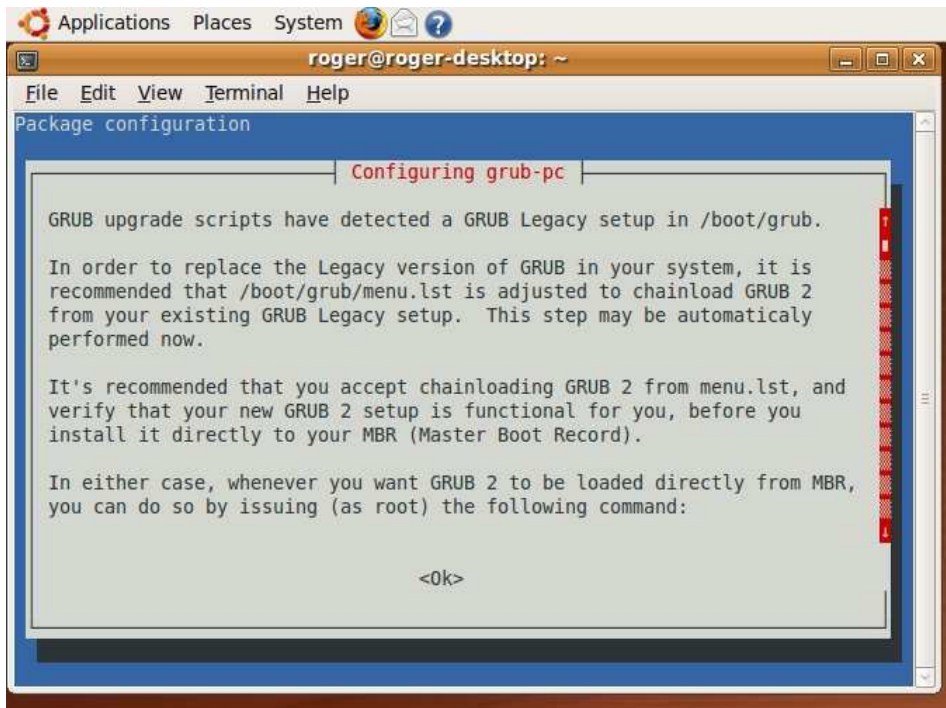 Applications Places System
roger@roger-desktop: ~
File Edit View Terminal Help
Package configuration
Configuring grub-pc
GRUB upgrade scripts have detected a GRUB Legacy setup in /boot/grub.
In order to replace the Legacy version of GRUB in your system, it is
recommended that /boot/grub/menu.lst is adjusted to chainload GRUB 2
from your existing GRUB Legacy setup.  This step may be automaticaly
performed now.
It's recommended that you accept chainloading GRUB 2 from menu.lst, and
verify that your new GRUB 2 setup is functional for you, before you
install it directly to your MBR (Master Boot Record).
In either case, whenever you want GRUB 2 to be loaded directly from MBR,
you can do so by issuing (as root) the following command:
<Ok>